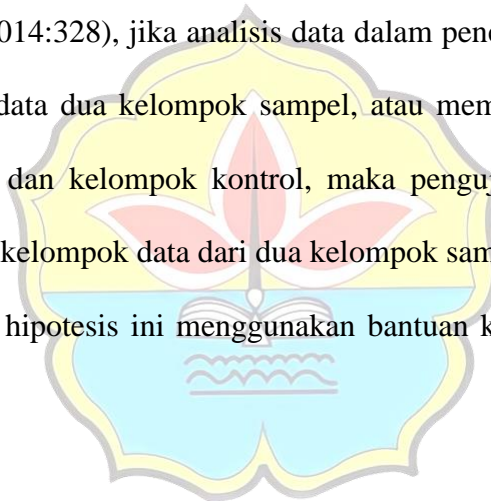 014:328), jika analisis data dalam pene
data dua kelompok sampel, atau mem
dan kelompok kontrol, maka penguj
kelompok data dari dua kelompok sam
hipotesis ini menggunakan bantuan k